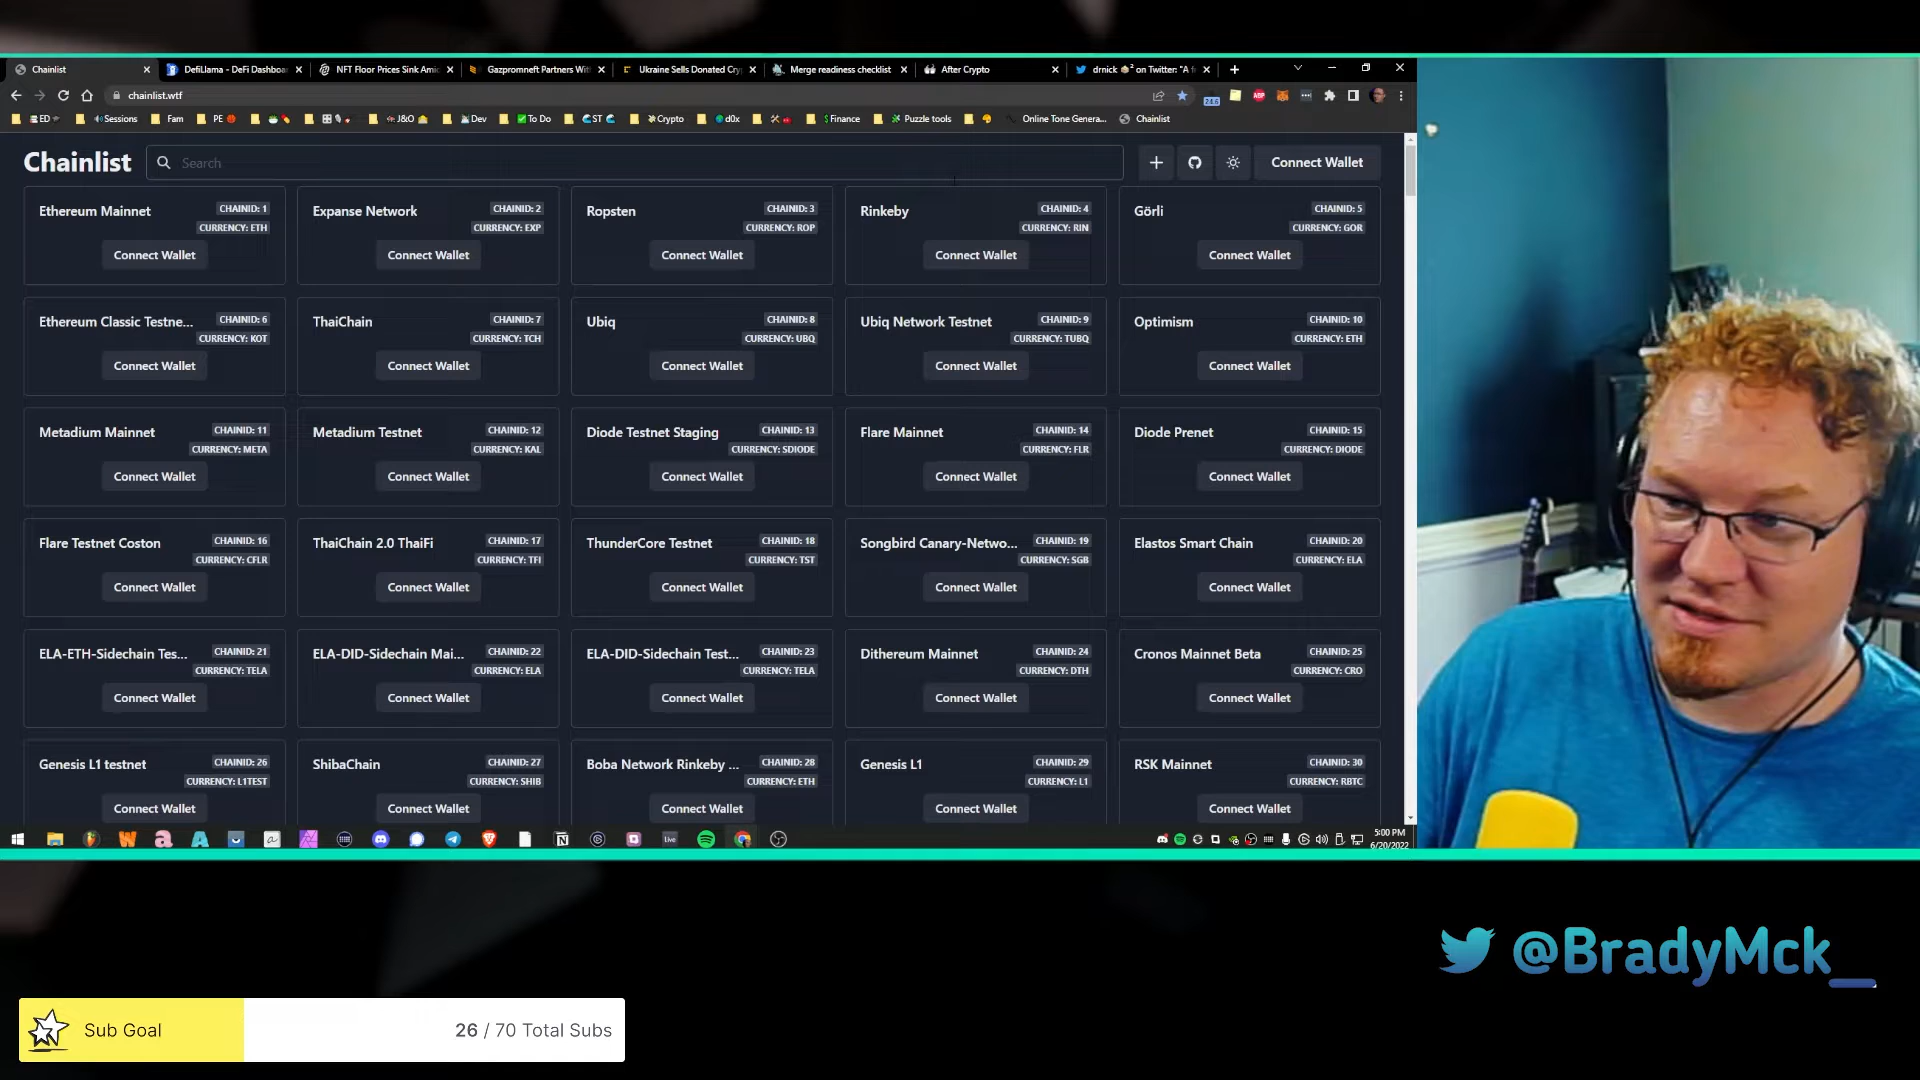 Chainlist
DefiLlama - DeFi Dashboa
NFT Floor Prices Sink Ami
Gazpromneft Partners Wit
Ukraine Sells Donated Cry
Merge readiness checklist
After Crypto
drnick ² on Twitter: "A f
chainlist.wtf
24.6
ABP
ED
Sessions
Fam
PE
J&O
Dev
To Do
ST
Crypto
d0x
Finance
Puzzle tools
Online Tone Genera...
Chainlist
Chainlist
Search
Connect Wallet
Ethereum Mainnet
CHAINID: 1
CURRENCY: ETH
Connect Wallet
Expanse Network
CHAINID: 2
CURRENCY: EXP
Connect Wallet
Ropsten
CHAINID: 3
CURRENCY: ROP
Connect Wallet
Rinkeby
CHAINID: 4
CURRENCY: RIN
Connect Wallet
Görli
CHAINID: 5
CURRENCY: GOR
Connect Wallet
Ethereum Classic Testne...
CHAINID: 6
CURRENCY: KOT
Connect Wallet
ThaiChain
CHAINID: 7
CURRENCY: TCH
Connect Wallet
Ubiq
CHAINID: 8
CURRENCY: UBQ
Connect Wallet
Ubiq Network Testnet
CHAINID: 9
CURRENCY: TUBQ
Connect Wallet
Optimism
CHAINID: 10
CURRENCY: ETH
Connect Wallet
Metadium Mainnet
CHAINID: 11
CURRENCY: META
Connect Wallet
Metadium Testnet
CHAINID: 12
CURRENCY: KAL
Connect Wallet
Diode Testnet Staging
CHAINID: 13
CURRENCY: SDIODE
Connect Wallet
Flare Mainnet
CHAINID: 14
CURRENCY: FLR
Connect Wallet
Diode Prenet
CHAINID: 15
CURRENCY: DIODE
Connect Wallet
Flare Testnet Coston
CHAINID: 16
CURRENCY: CFLR
Connect Wallet
ThaiChain 2.0 ThaiFi
CHAINID: 17
CURRENCY: TFI
Connect Wallet
ThunderCore Testnet
CHAINID: 18
CURRENCY: TST
Connect Wallet
Songbird Canary-Netwo...
CHAINID: 19
CURRENCY: SGB
Connect Wallet
Elastos Smart Chain
CHAINID: 20
CURRENCY: ELA
Connect Wallet
ELA-ETH-Sidechain Tes...
CHAINID: 21
CURRENCY: TELA
Connect Wallet
ELA-DID-Sidechain Mai...
CHAINID: 22
CURRENCY: ELA
Connect Wallet
ELA-DID-Sidechain Test...
CHAINID: 23
CURRENCY: TELA
Connect Wallet
Dithereum Mainnet
CHAINID: 24
CURRENCY: DTH
Connect Wallet
Cronos Mainnet Beta
CHAINID: 25
CURRENCY: CRO
Connect Wallet
Genesis L1 testnet
CHAINID: 26
CURRENCY: L1TEST
Connect Wallet
ShibaChain
CHAINID: 27
CURRENCY: SHIB
Connect Wallet
Boba Network Rinkeby ...
CHAINID: 28
CURRENCY: ETH
Connect Wallet
Genesis L1
CHAINID: 29
CURRENCY: L1
Connect Wallet
RSK Mainnet
CHAINID: 30
CURRENCY: RBTC
Connect Wallet
Live
5:00 PM
6/20/2022
@BradyMck_
Sub Goal
26 / 70 Total Subs